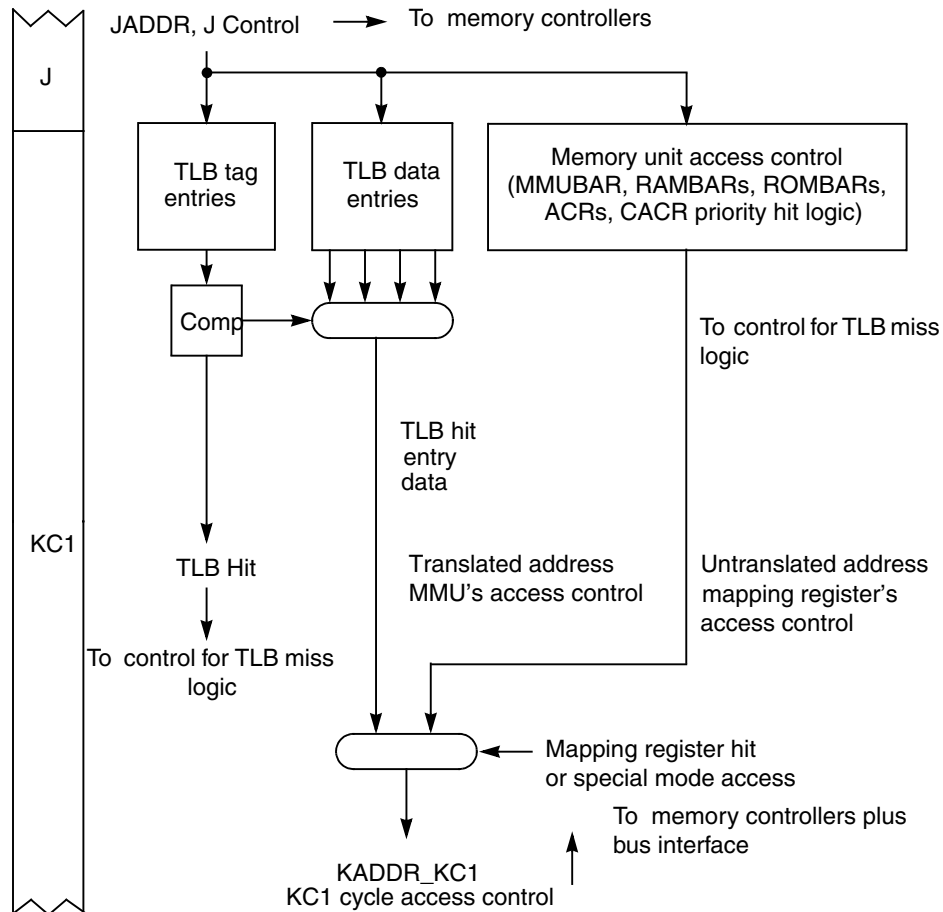 JADDR, J Control
To memory controllers
J
TLB tag
entries
TLB data
entries
Memory unit access control
(MMUBAR, RAMBARs, ROMBARs,
ACRs, CACR priority hit logic)
Comp
To control for TLB miss
logic
TLB hit
entry
data
KC1
TLB Hit
Translated address
MMU's access control
Untranslated address
mapping register's
access control
To control for TLB miss
logic
Mapping register hit
or special mode access
To memory controllers plus
bus interface
KADDR_KC1
KC1 cycle access control